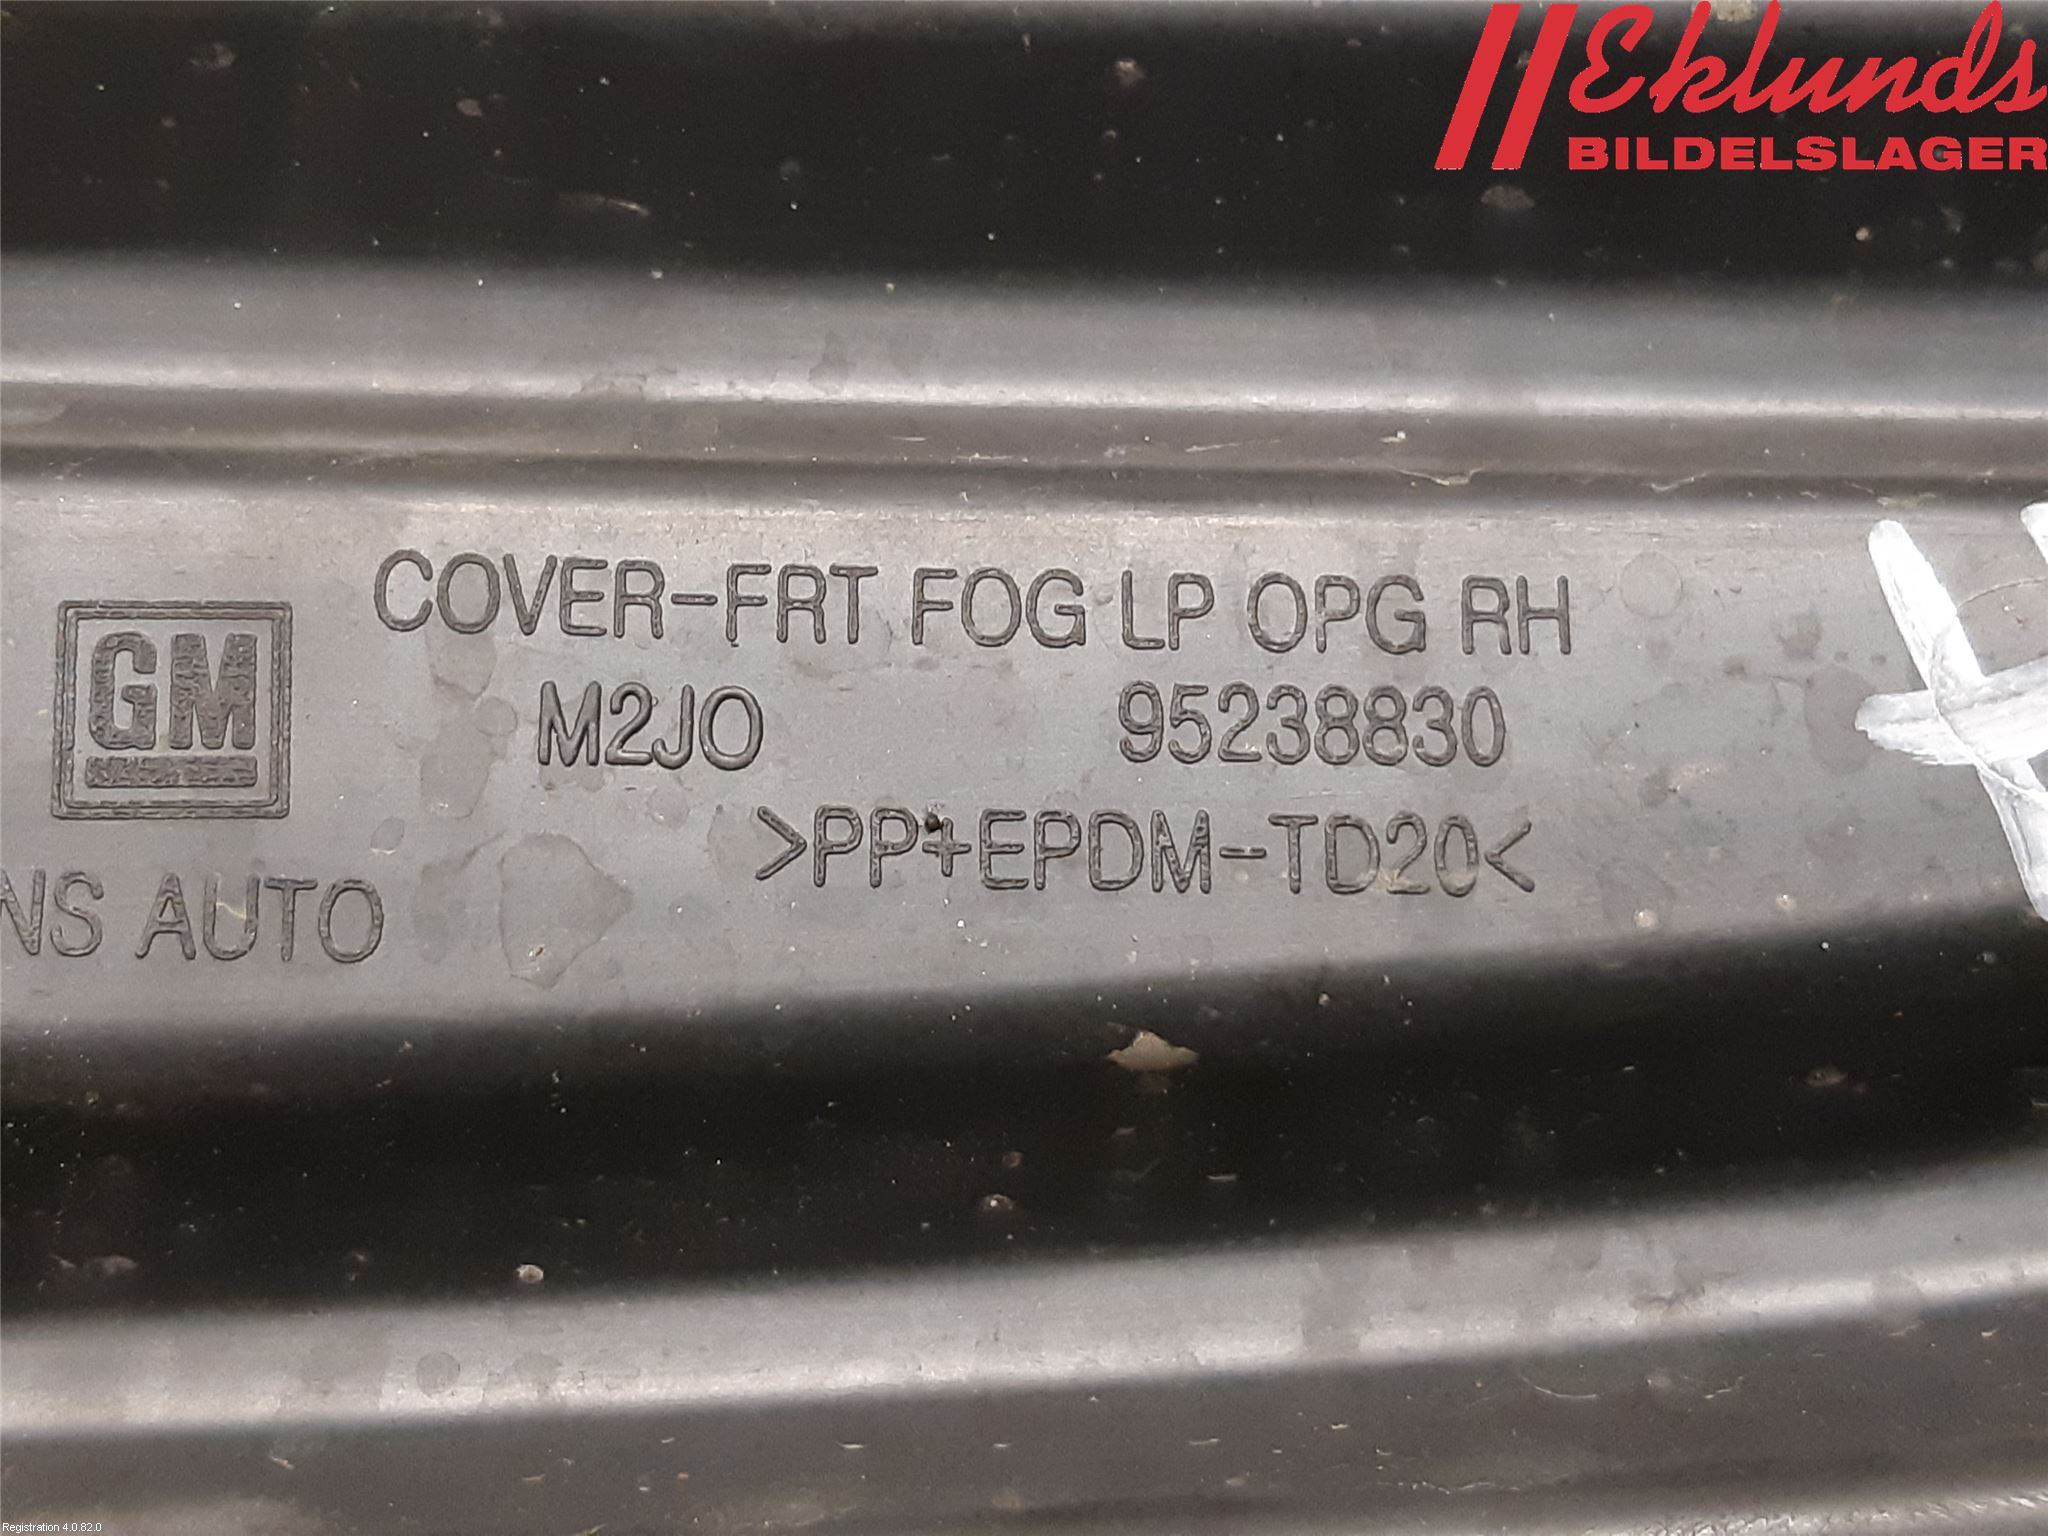 Eklunds
BILDELSLAGER
COVER-FRT FOG LP OPG RH
GM
M2JO 95238830
>PP+EPDM-TD20<
AUTO
Registration 4.0.82.0